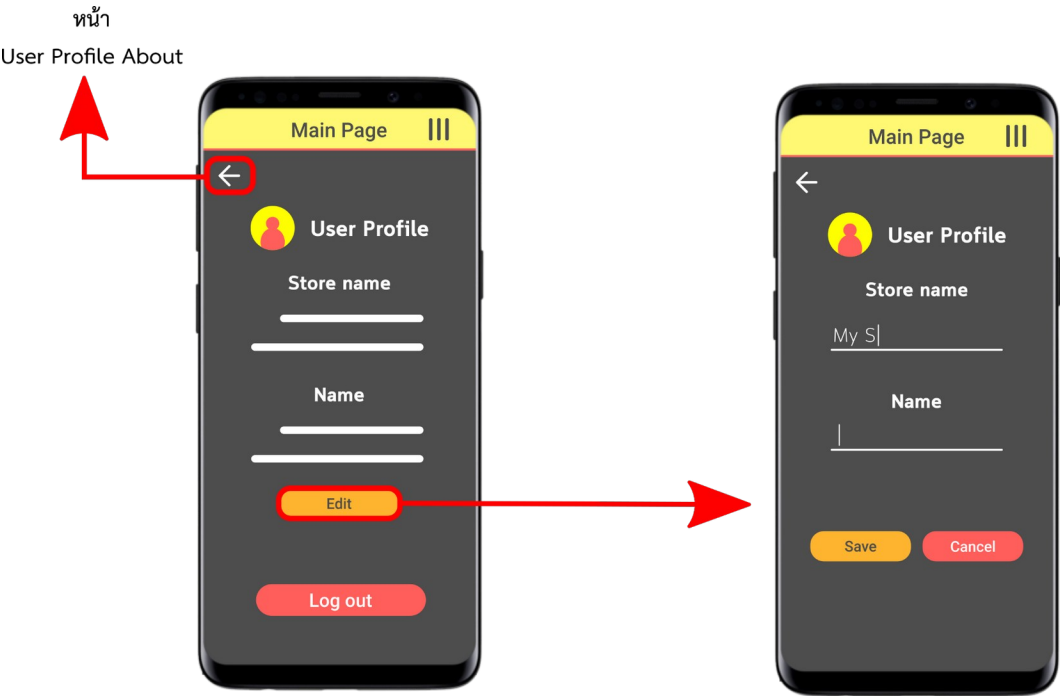 หน้า
User Profile About
Main Page
User Profile
Store name
Name
Edit
Log out
Main Page
User Profile
Store name
My S
Name
Save
Cancel